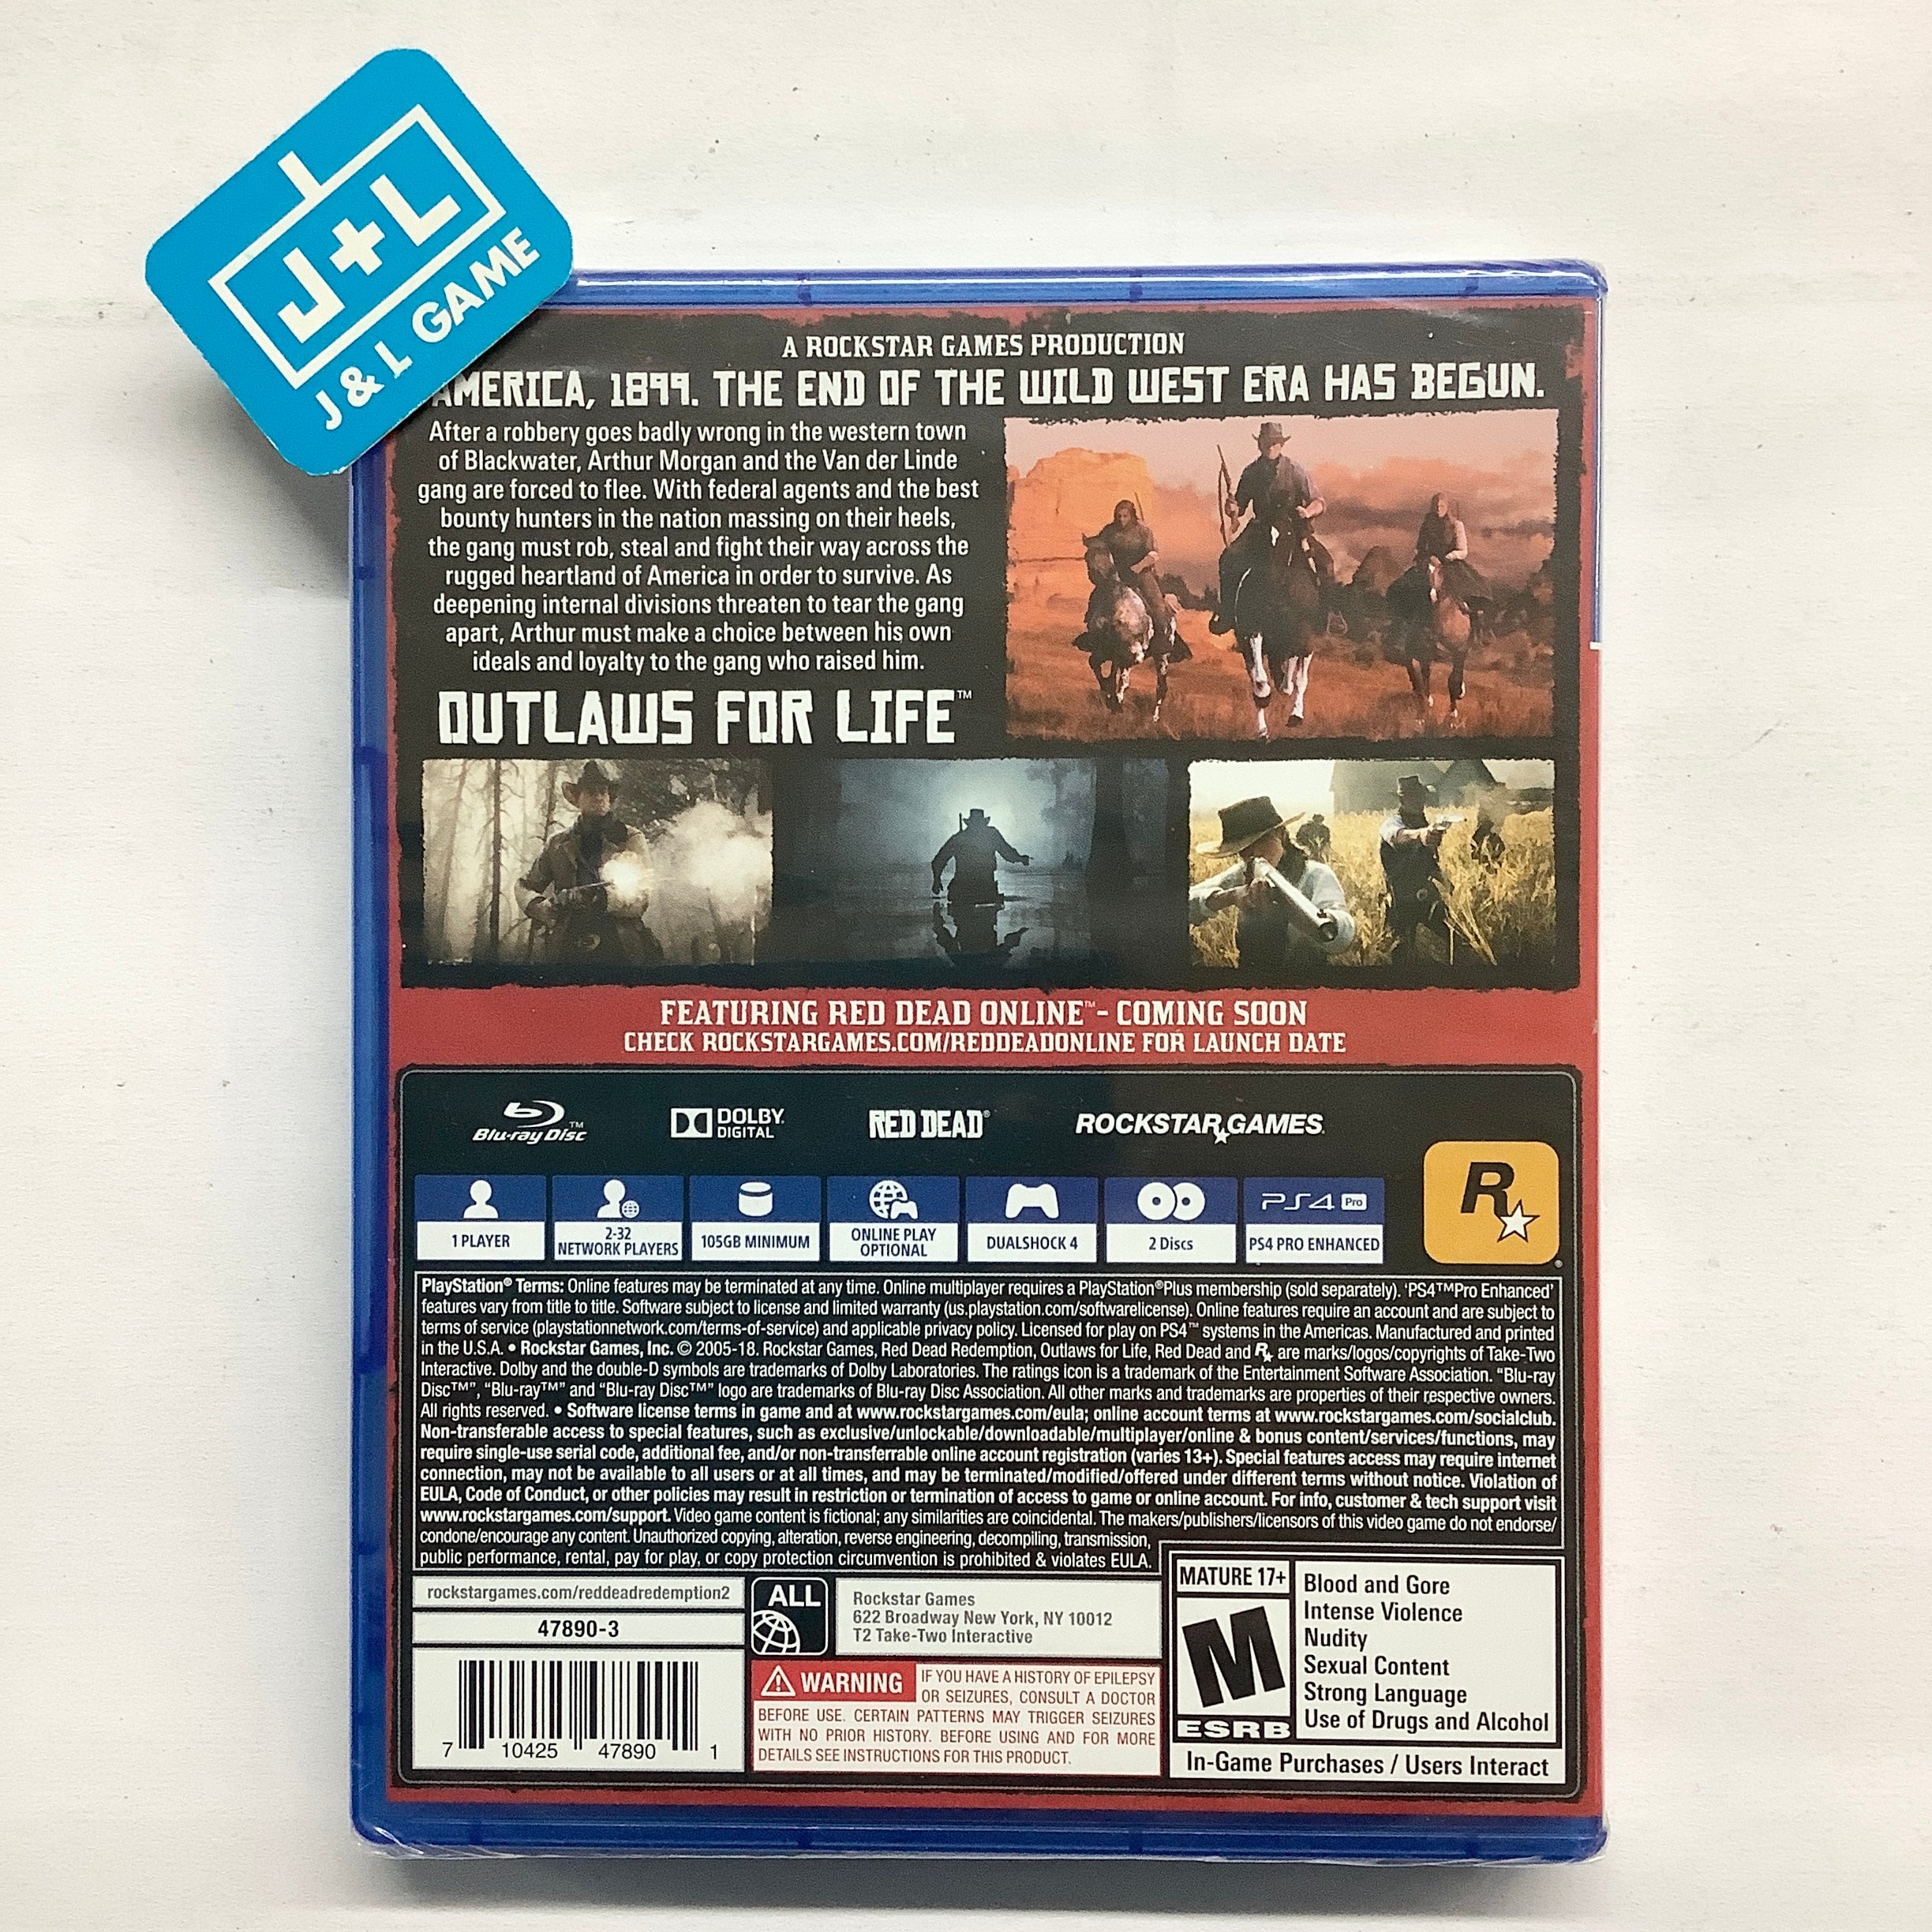 J+L
J & L GAME
A ROCKSTAR GAMES PRODUCTION
AMERICA, 1899. THE END OF THE WILD WEST ERA HAS BEGUN.
After a robbery goes badly wrong in the western town
of Blackwater, Arthur Morgan and the Van der Linde
gang are forced to flee. With federal agents and the best
bounty hunters in the nation massing on their heels,
the gang must rob, steal and fight their way across the
rugged heartland of America in order to survive. As
deepening internal divisions threaten to tear the gang
apart, Arthur must make a choice between his own
ideals and loyalty to the gang who raised him.
OUTLAWS FOR LIFE™
FEATURING RED DEAD ONLINE™ - COMING SOON
CHECK ROCKSTARGAMES.COM/REDDEADONLINE FOR LAUNCH DATE
Blu-ray Disc™
DOLBY DIGITAL
RED DEAD®
ROCKSTAR GAMES
R
1 PLAYER
2-32
NETWORK PLAYERS
105GB MINIMUM
ONLINE PLAY
OPTIONAL
DUALSHOCK 4
2 Discs
PS4 Pro
PS4 PRO ENHANCED
PlayStation® Terms: Online features may be terminated at any time. Online multiplayer requires a PlayStation®Plus membership (sold separately). ‘PS4™Pro Enhanced’
features vary from title to title. Software subject to license and limited warranty (us.playstation.com/softwarelicense). Online features require an account and are subject to
terms of service (playstationnetwork.com/terms-of-service) and applicable privacy policy. Licensed for play on PS4™ systems in the Americas. Manufactured and printed
in the U.S.A. • Rockstar Games, Inc. © 2005-18. Rockstar Games, Red Dead Redemption, Outlaws for Life, Red Dead and R are marks/logos/copyrights of Take-Two
Interactive. Dolby and the double-D symbols are trademarks of Dolby Laboratories. The ratings icon is a trademark of the Entertainment Software Association. “Blu-ray
Disc™”, “Blu-ray™” and “Blu-ray Disc™” logo are trademarks of Blu-ray Disc Association. All other marks and trademarks are properties of their respective owners.
All rights reserved. • Software license terms in game and at www.rockstargames.com/eula; online account terms at www.rockstargames.com/socialclub.
Non-transferable access to special features, such as exclusive/unlockable/downloadable/multiplayer/online & bonus content/services/functions, may
require single-use serial code, additional fee, and/or non-transferrable online account registration (varies 13+). Special features access may require internet
connection, may not be available to all users or at all times, and may be terminated/modified/offered under different terms without notice. Violation of
EULA, Code of Conduct, or other policies may result in restriction or termination of access to game or online account. For info, customer & tech support visit
www.rockstargames.com/support. Video game content is fictional; any similarities are coincidental. The makers/publishers/licensors of this video game do not endorse/
condone/encourage any content. Unauthorized copying, alteration, reverse engineering, decompiling, transmission,
public performance, rental, pay for play, or copy protection circumvention is prohibited & violates EULA.
rockstargames.com/reddeadredemption2
47890-3
7 10425 47890 1
ALL
Rockstar Games
622 Broadway New York, NY 10012
T2 Take-Two Interactive
WARNING IF YOU HAVE A HISTORY OF EPILEPSY
OR SEIZURES, CONSULT A DOCTOR
BEFORE USE. CERTAIN PATTERNS MAY TRIGGER SEIZURES
WITH NO PRIOR HISTORY. BEFORE USING AND FOR MORE
DETAILS SEE INSTRUCTIONS FOR THIS PRODUCT.
MATURE 17+
M
ESRB
Blood and Gore
Intense Violence
Nudity
Sexual Content
Strong Language
Use of Drugs and Alcohol
In-Game Purchases / Users Interact